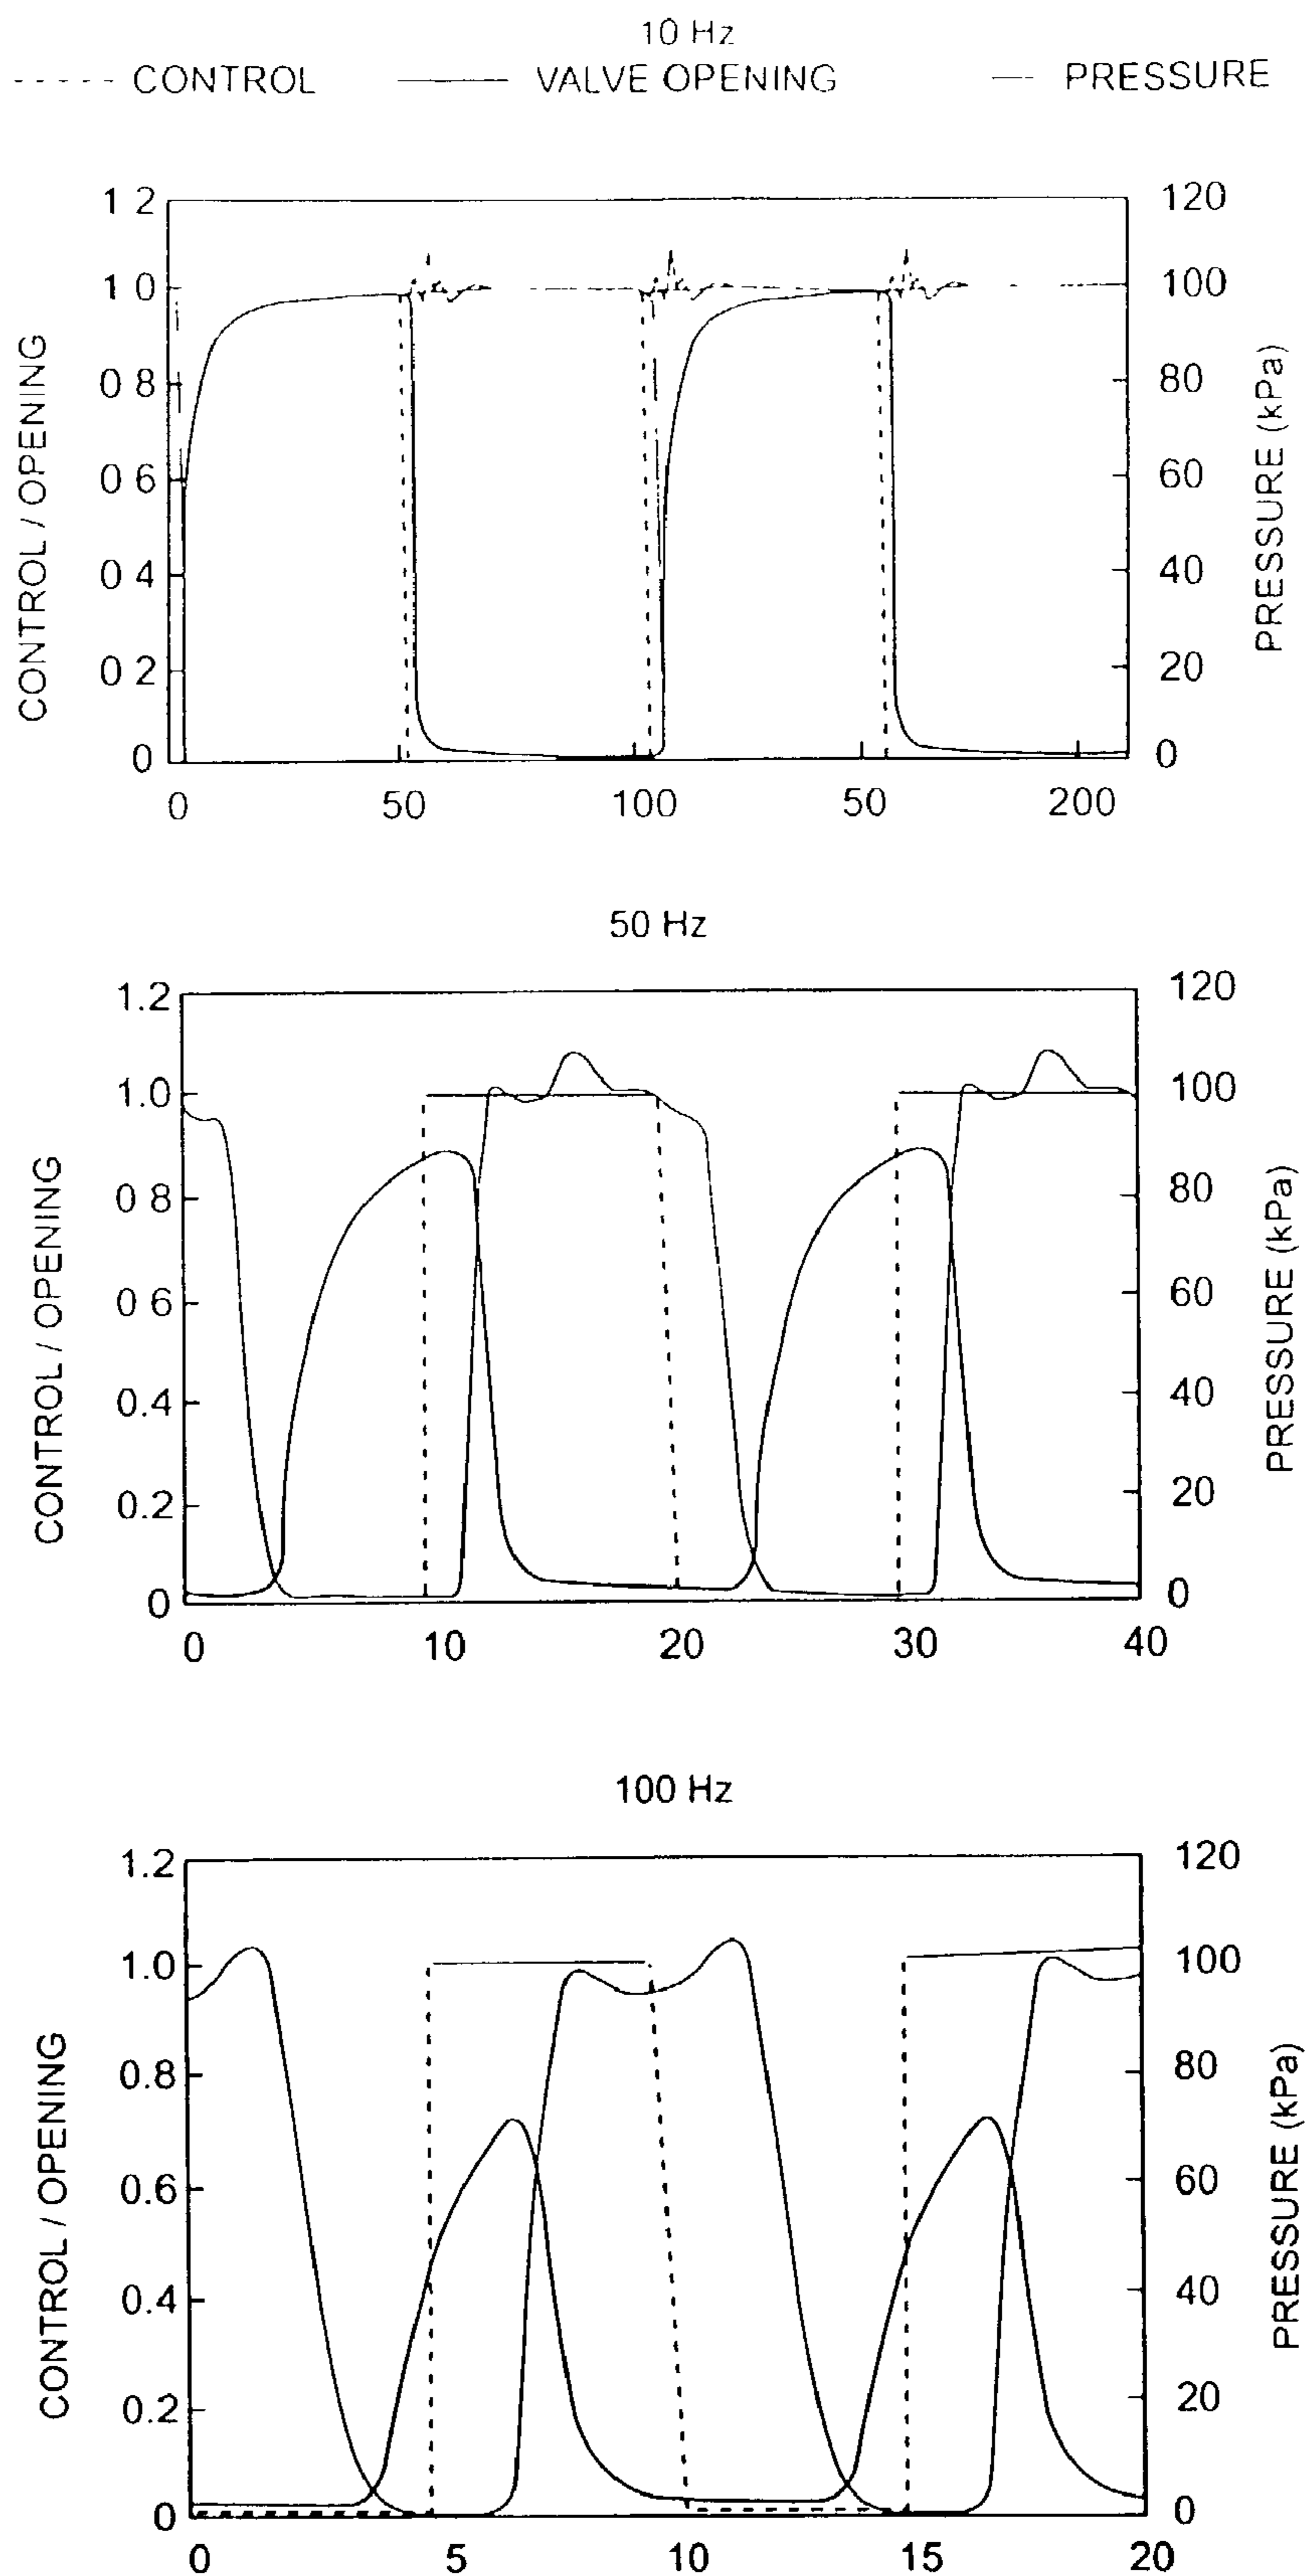 10 Hz
CONTROL VALVE OPENING PRESSURE
1 2 120
1 0 100
0 8 80
0 6 60
0 4 40
0 2 20
0 0
CONTROL / OPENING
PRESSURE (kPa)
0 50 100 50 200
50 Hz
1.2 120
1.0 100
0 8 80
0 6 60
0.4 40
0.2 20
0 0
CONTROL / OPENING
PRESSURE (kPa)
0 10 20 30 40
100 Hz
1.2 120
1.0 100
0.8 80
0.6 60
0.4 40
0.2 20
0 0
CONTROL / OPENING
PRESSURE (kPa)
0 5 10 15 20